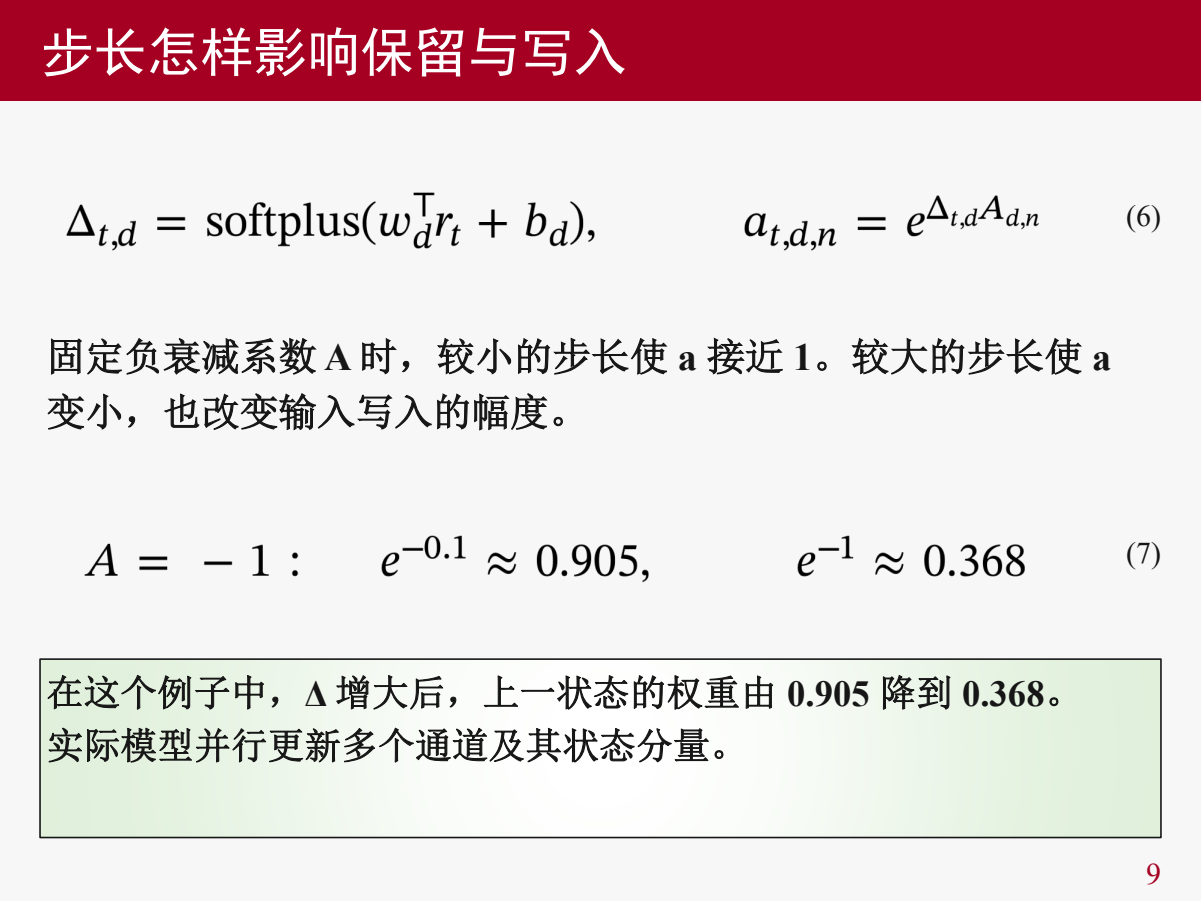 步长怎样影响保留与写入
Δ_{t,d} = softplus(w_d^⊤ r_t + b_d), a_{t,d,n} = e^{Δ_{t,d} A_{d,n}} (6)
固定负衰减系数 A 时，较小的步长使 a 接近 1。较大的步长使 a
变小，也改变输入写入的幅度。
A = − 1 : e^{−0.1} ≈ 0.905, e^{−1} ≈ 0.368 (7)
在这个例子中，Δ 增大后，上一状态的权重由 0.905 降到 0.368。
实际模型并行更新多个通道及其状态分量。
9